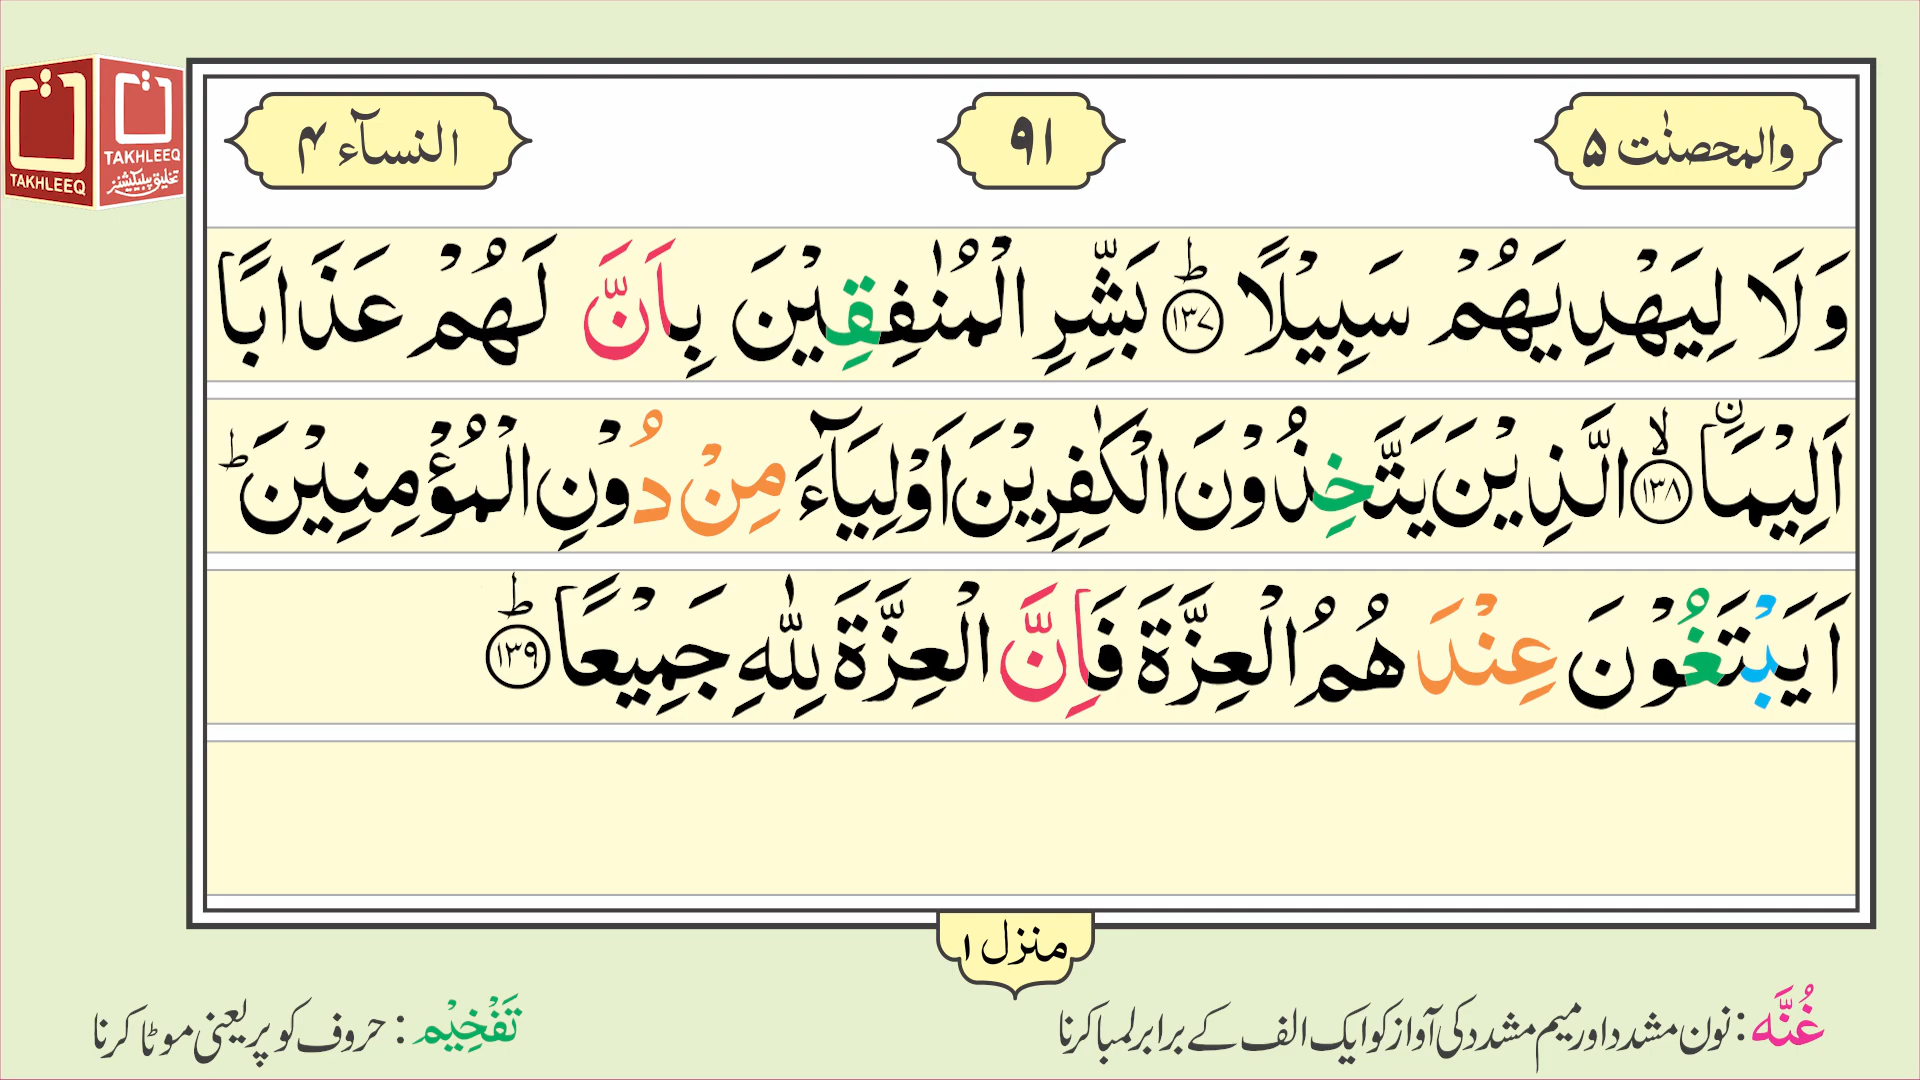 والمحصنٰت ۵
۹۱
النسآء ۴
TAKHLEEQ
TAKHLEEQ
تخلیق پبلیکیشنز
وَلَا لِيَهْدِيَهُمْ سَبِيْلًا ؕ﴿۱۳۷﴾ بَشِّرِ الْمُنٰفِقِيْنَ بِاَنَّ لَهُمْ عَذَابًا
اَلِيْمَاۨ ۙ﴿۱۳۸﴾ الَّذِيْنَ يَتَّخِذُوْنَ الْكٰفِرِيْنَ اَوْلِيَآءَ مِنْ دُوْنِ الْمُؤْمِنِيْنَ ؕ
اَيَبْتَغُوْنَ عِنْدَهُمُ الْعِزَّةَ فَاِنَّ الْعِزَّةَ لِلّٰهِ جَمِيْعًا ؕ﴿۱۳۹﴾
منزل ۱
غُنَّه : نون مشدد اور میم مشدد کی آواز کو ایک الف کے برابر لمبا کرنا
تَفْخِيْم : حروف کو پر یعنی موٹا کرنا